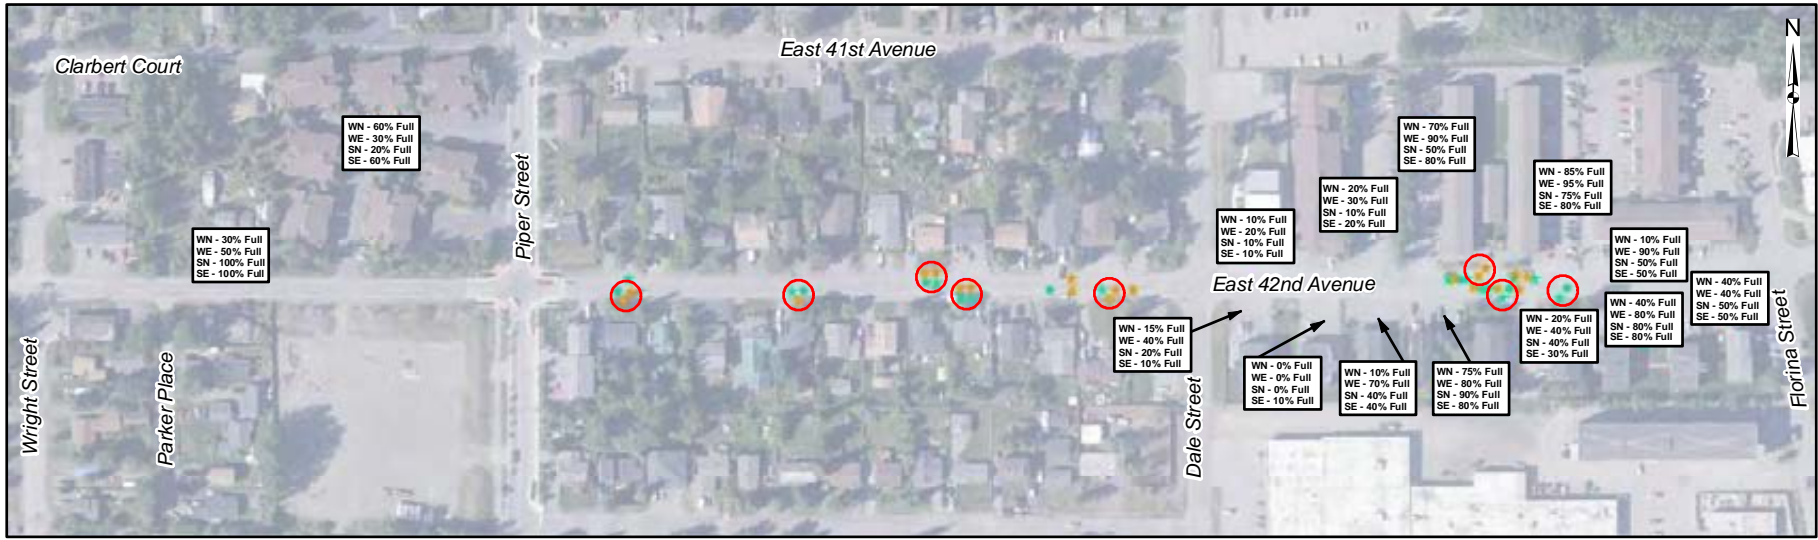 Clarbert Court
East 41st Avenue
N
WN - 60% Full
WE - 30% Full
SN - 20% Full
SE - 60% Full
WN - 70% Full
WE - 90% Full
SN - 50% Full
SE - 80% Full
WN - 85% Full
WE - 95% Full
SN - 75% Full
SE - 80% Full
WN - 20% Full
WE - 30% Full
SN - 10% Full
SE - 20% Full
WN - 10% Full
WE - 20% Full
SN - 10% Full
SE - 10% Full
WN - 30% Full
WE - 50% Full
SN - 100% Full
SE - 100% Full
Piper Street
WN - 10% Full
WE - 90% Full
SN - 50% Full
SE - 50% Full
East 42nd Avenue
WN - 40% Full
WE - 40% Full
SN - 50% Full
SE - 50% Full
WN - 40% Full
WE - 80% Full
SN - 80% Full
SE - 80% Full
WN - 20% Full
WE - 40% Full
SN - 40% Full
SE - 30% Full
WN - 15% Full
WE - 40% Full
SN - 20% Full
SE - 10% Full
WN - 0% Full
WE - 0% Full
SN - 0% Full
SE - 10% Full
WN - 10% Full
WE - 70% Full
SN - 40% Full
SE - 40% Full
WN - 75% Full
WE - 80% Full
SN - 90% Full
SE - 80% Full
Wright Street
Parker Place
Dale Street
Florina Street